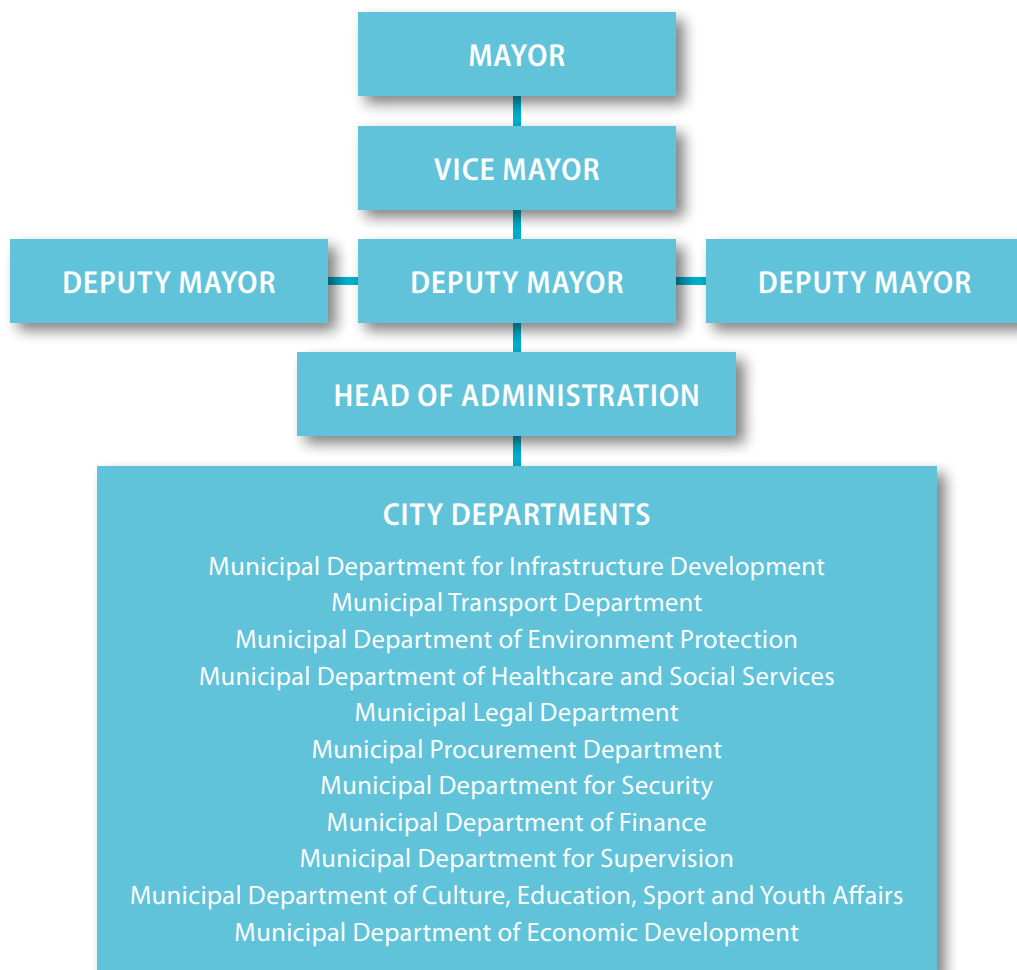 MAYOR
VICE MAYOR
DEPUTY MAYOR
DEPUTY MAYOR
DEPUTY MAYOR
HEAD OF ADMINISTRATION
CITY DEPARTMENTS
Municipal Department for Infrastructure Development
Municipal Transport Department
Municipal Department of Environment Protection
Municipal Department of Healthcare and Social Services
Municipal Legal Department
Municipal Procurement Department
Municipal Department for Security
Municipal Department of Finance
Municipal Department for Supervision
Municipal Department of Culture, Education, Sport and Youth Affairs
Municipal Department of Economic Development